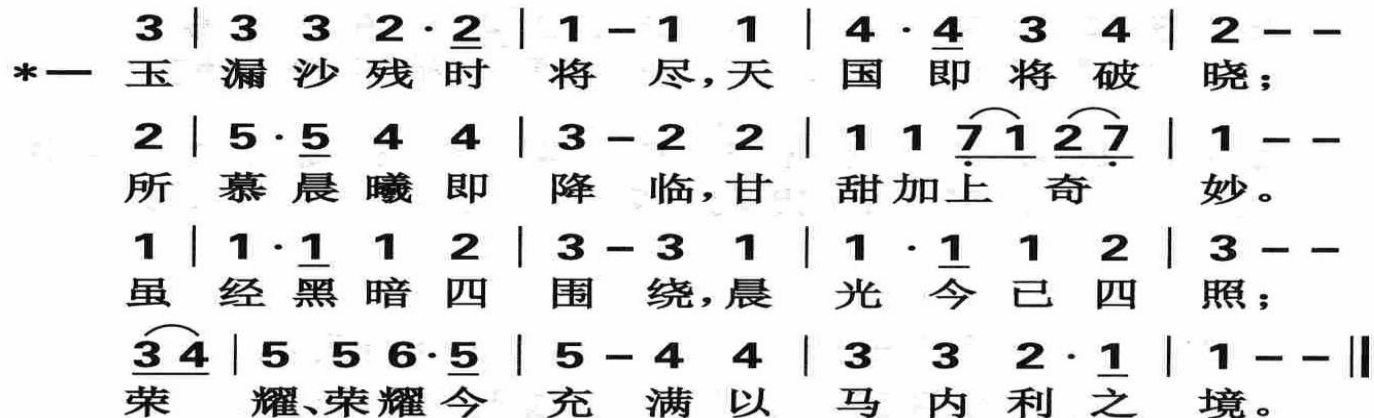 3 | 3 3 2 · 2 | 1 – 1 1 | 4 · 4 3 4 | 2 – –
*一 玉漏沙残时将尽,天国即将破晓;
2 | 5 · 5 4 4 | 3 – 2 2 | 1 1 7̣ 1 2 7̣ | 1 – –
所慕晨曦即降临,甘甜加上奇妙。
1 | 1 · 1 1 2 | 3 – 3 1 | 1 · 1 1 2 | 3 – –
虽经黑暗四围绕,晨光今已四照;
3 4 | 5 5 6 · 5 | 5 – 4 4 | 3 3 2 · 1 | 1 – – ‖
荣耀、荣耀今充满以马内利之境。